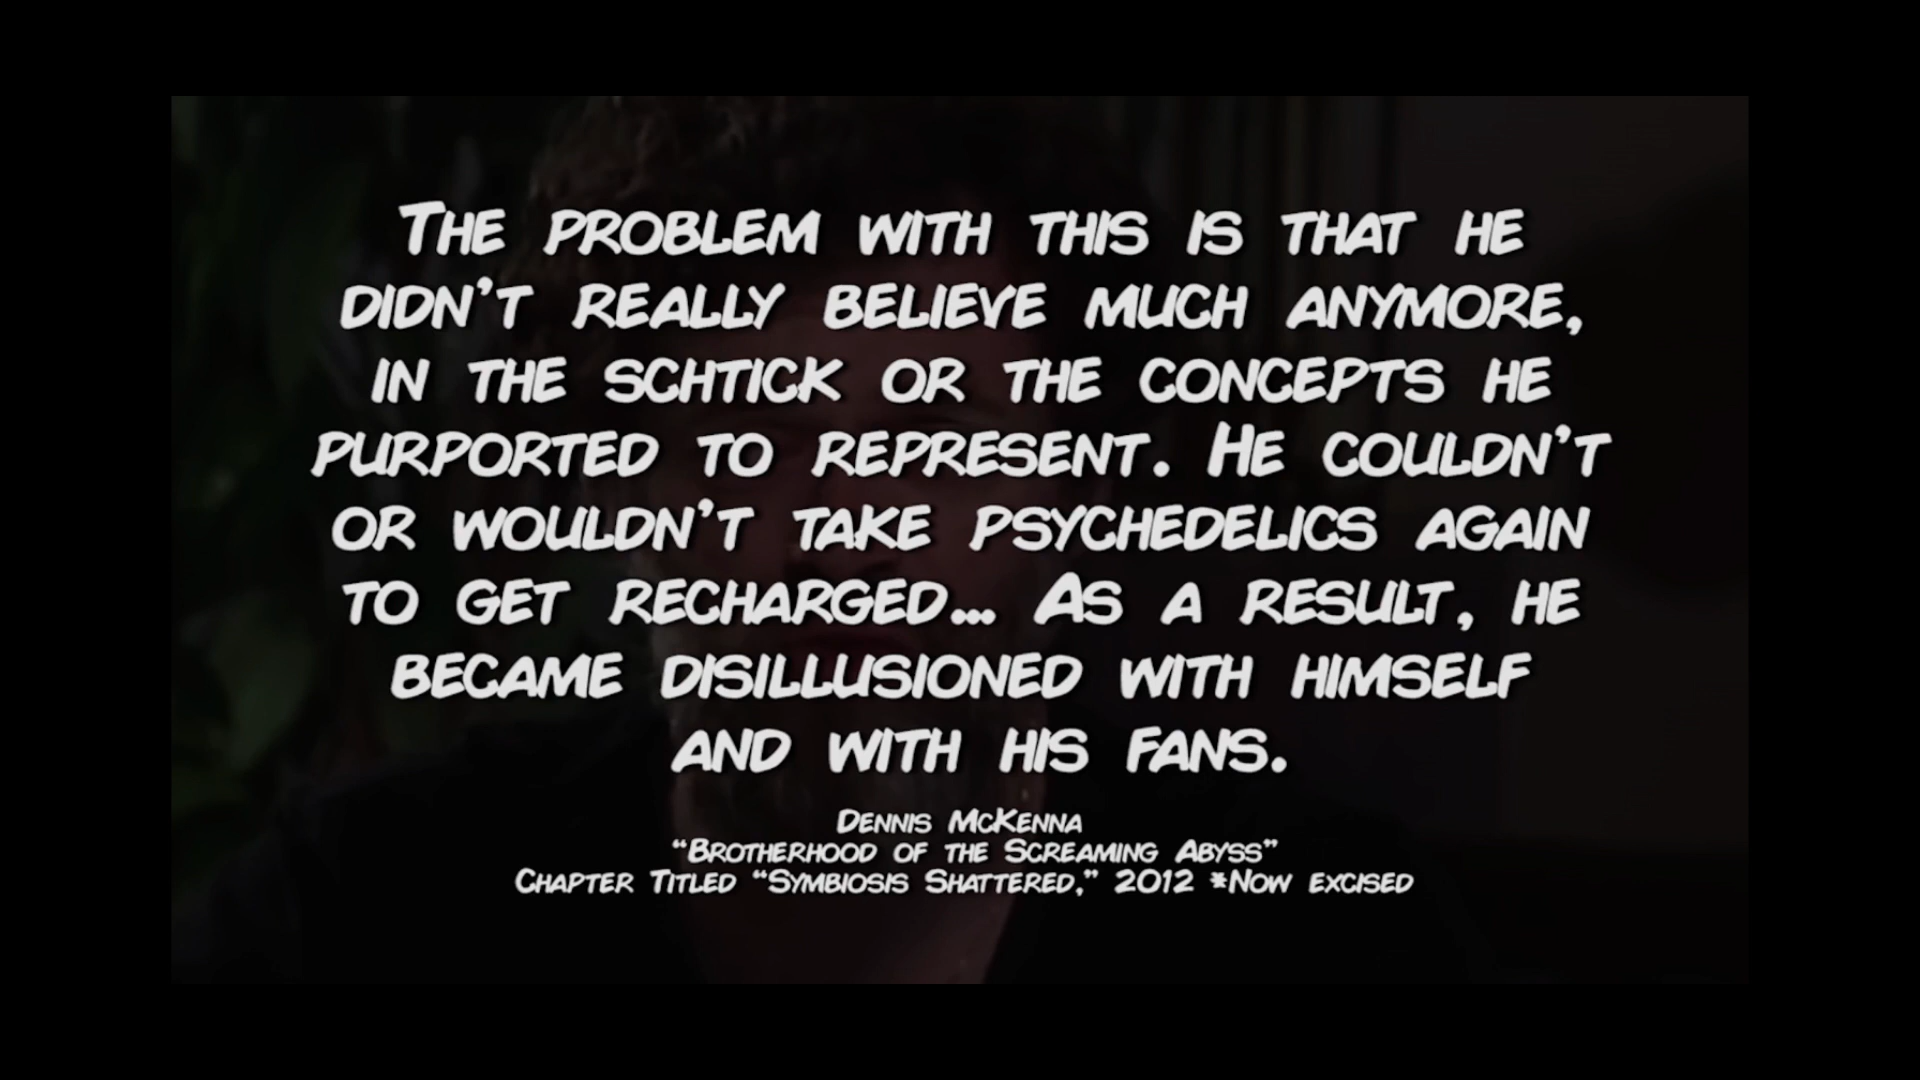 The problem with this is that he
didn't really believe much anymore,
in the schtick or the concepts he
purported to represent. He couldn't
or wouldn't take psychedelics again
to get recharged... As a result, he
became disillusioned with himself
and with his fans.
Dennis McKenna
"Brotherhood of the Screaming Abyss"
Chapter Titled "Symbiosis Shattered," 2012 *Now excised